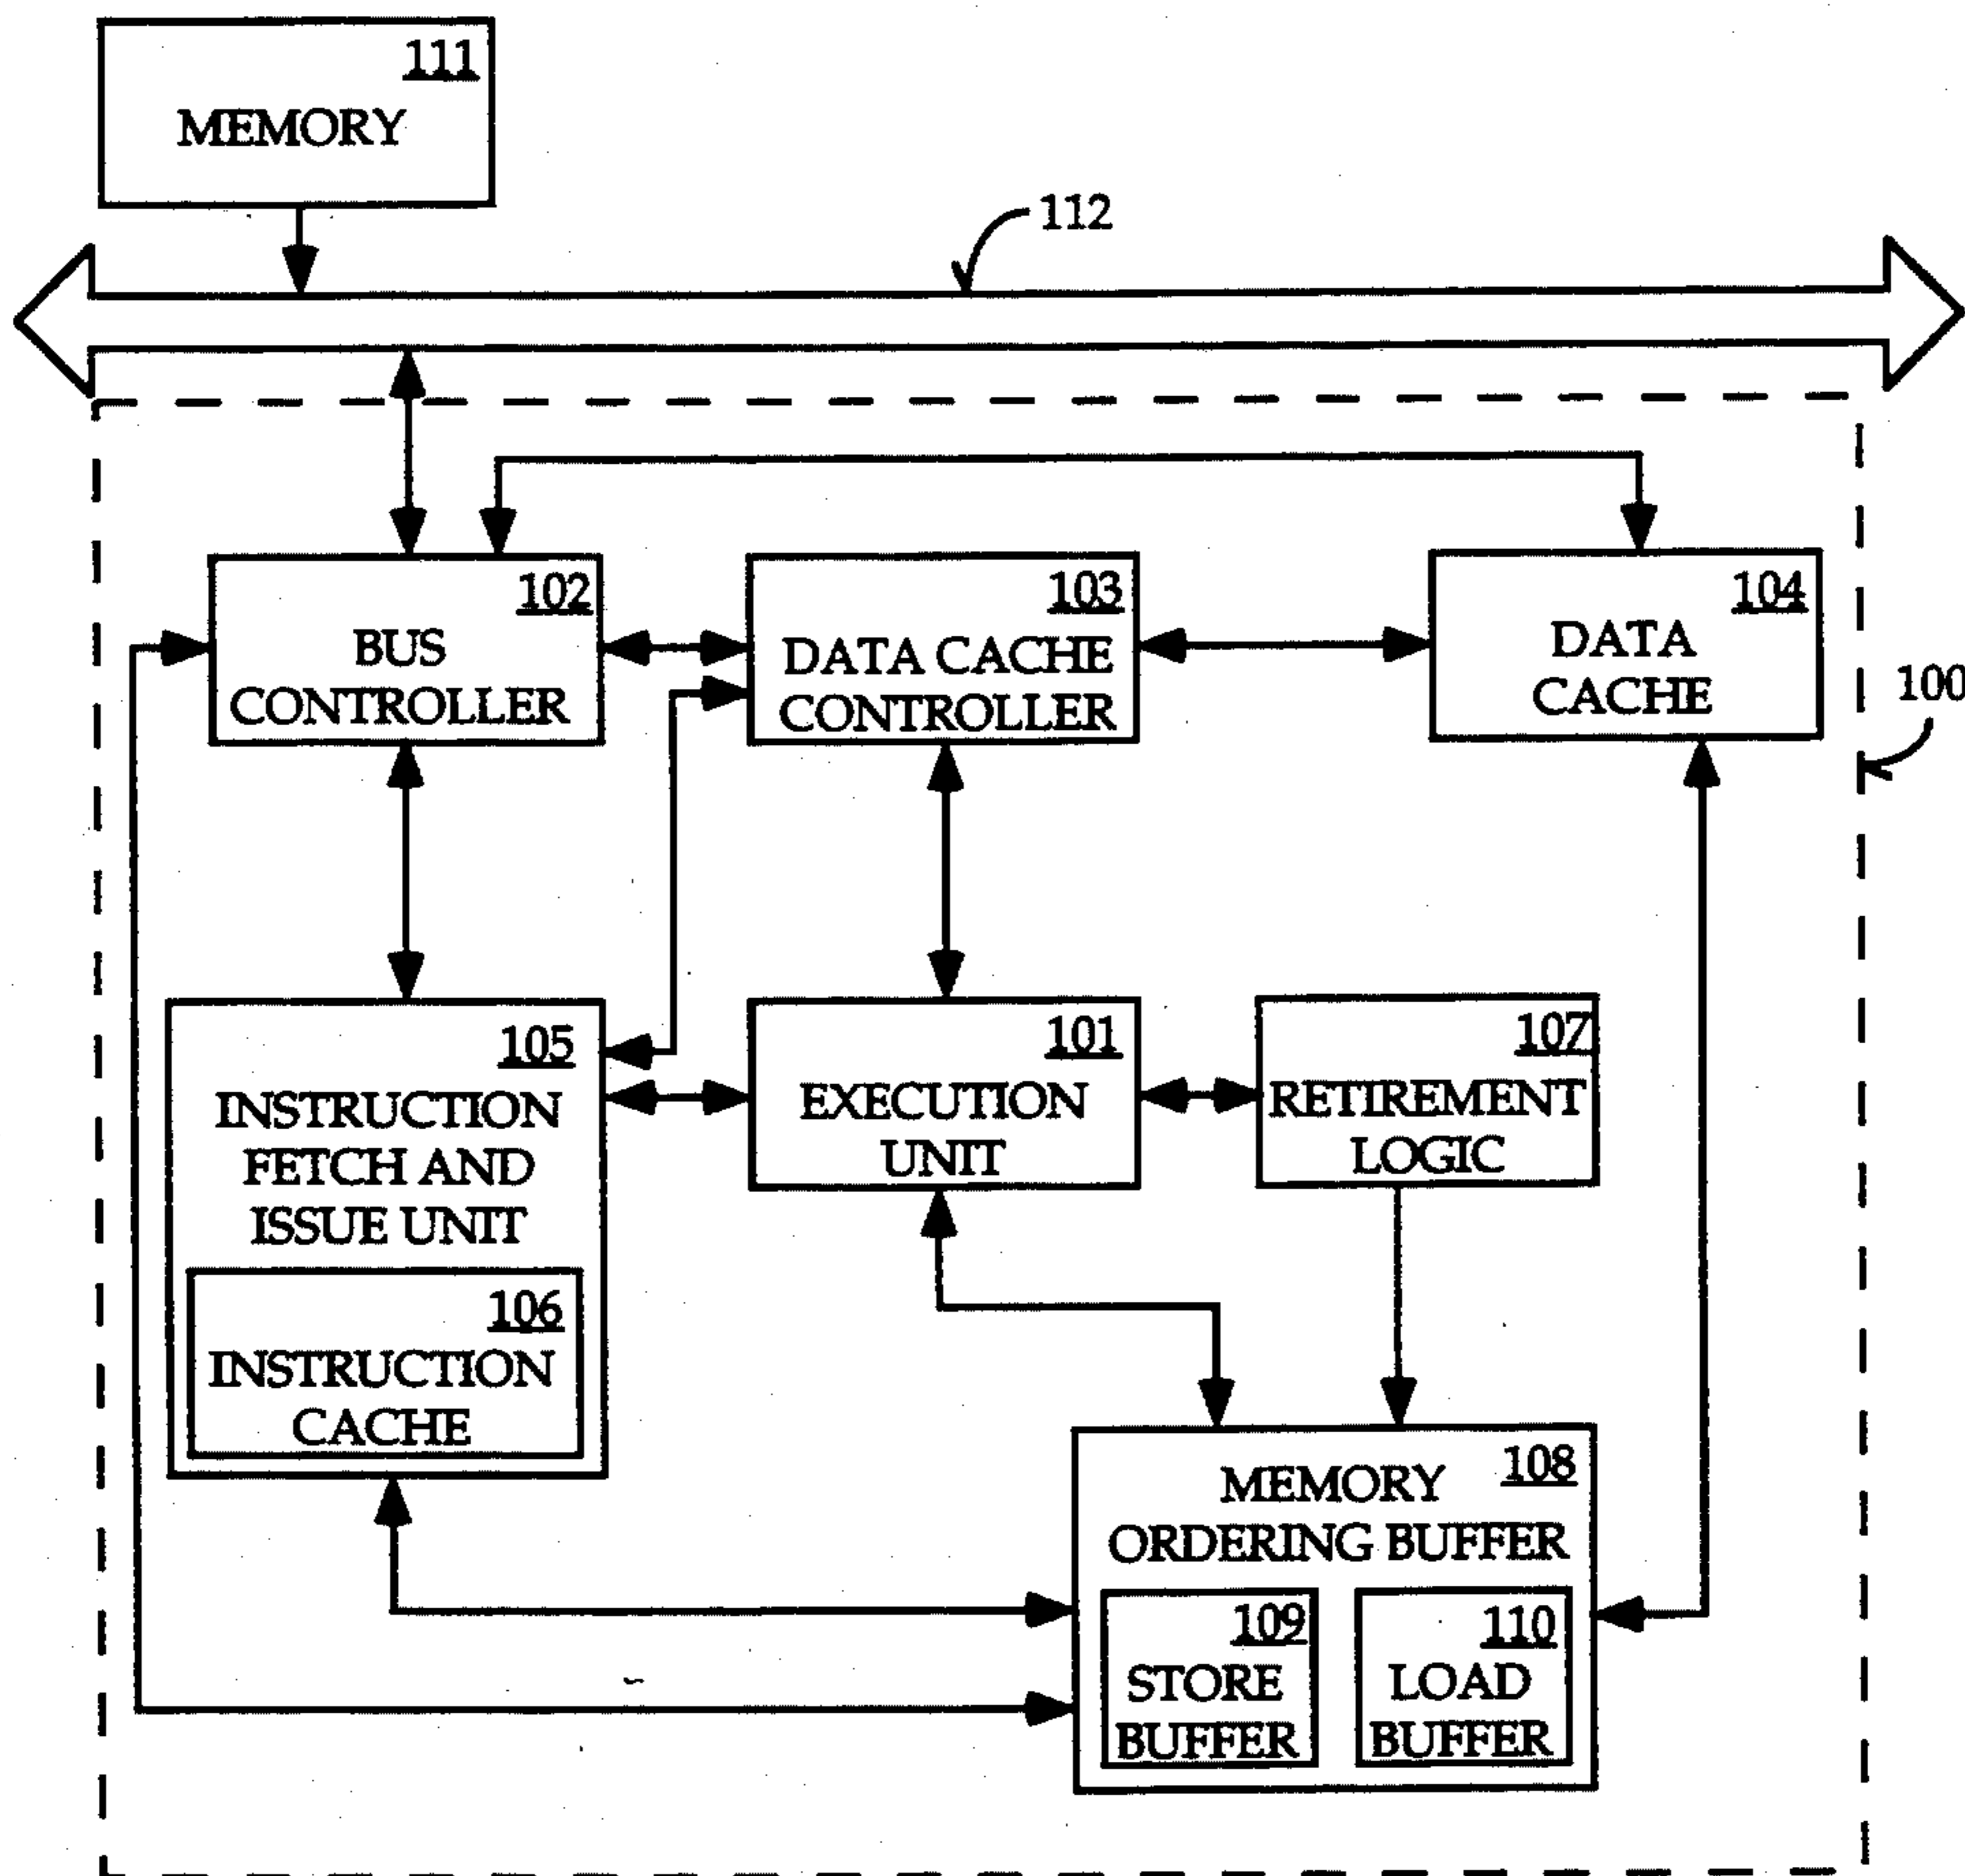 111
MEMORY
112
102
BUS
CONTROLLER
103
DATA CACHE
CONTROLLER
104
DATA
CACHE
100
105
INSTRUCTION
FETCH AND
ISSUE UNIT
106
INSTRUCTION
CACHE
101
EXECUTION
UNIT
107
RETIREMENT
LOGIC
108
MEMORY
ORDERING BUFFER
109
STORE
BUFFER
110
LOAD
BUFFER